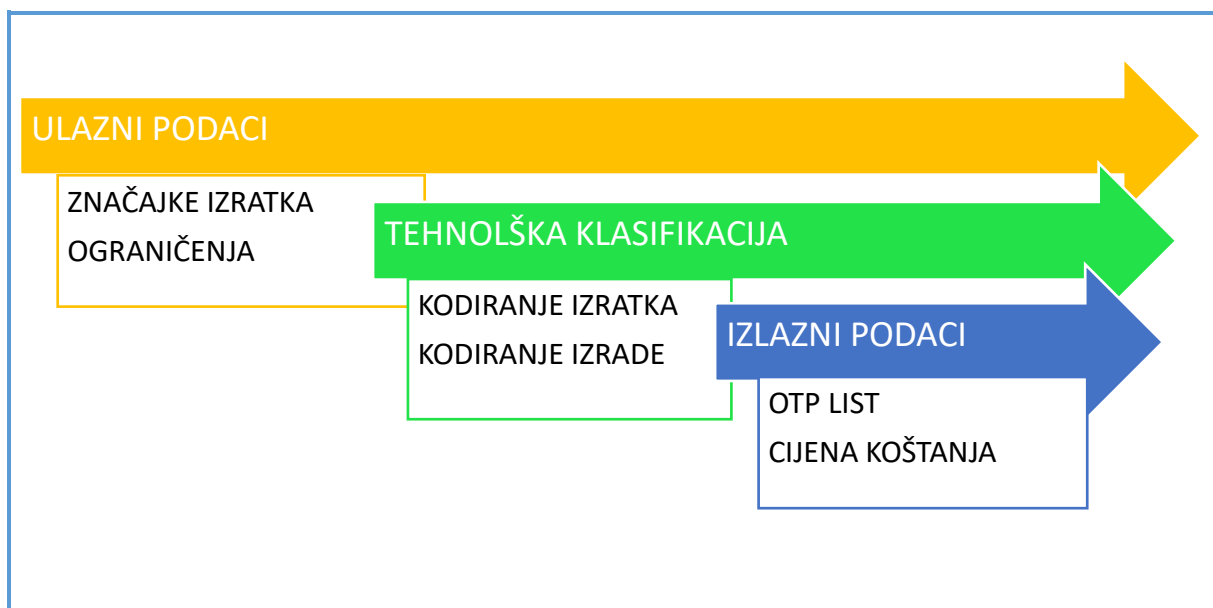 ULAZNI PODACI
ZNAČAJKE IZRATKA
OGRANIČENJA
TEHNOLŠKA KLASIFIKACIJA
KODIRANJE IZRATKA
KODIRANJE IZRADE
IZLAZNI PODACI
OTP LIST
CIJENA KOŠTANJA